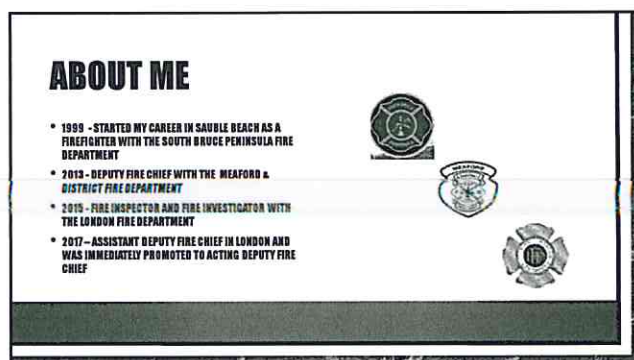 ABOUT ME
• 1999 - STARTED MY CAREER IN SAUBLE BEACH AS A
FIREFIGHTER WITH THE SOUTH BRUCE PENINSULA FIRE
DEPARTMENT
• 2013 - DEPUTY FIRE CHIEF WITH THE MEAFORD &
DISTRICT FIRE DEPARTMENT
• 2015 - FIRE INSPECTOR AND FIRE INVESTIGATOR WITH
THE LONDON FIRE DEPARTMENT
• 2017 – ASSISTANT DEPUTY FIRE CHIEF IN LONDON AND
WAS IMMEDIATELY PROMOTED TO ACTING DEPUTY FIRE
CHIEF
MEAFORD